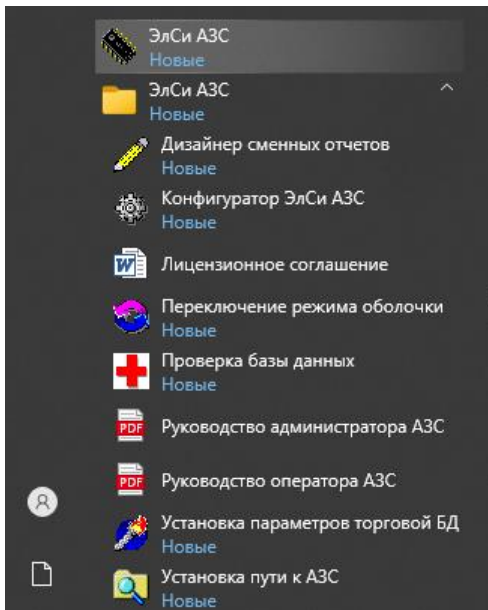 ЭлСи АЗС
Новые
ЭлСи АЗС
Новые
Дизайнер сменных отчетов
Новые
Конфигуратор ЭлСи АЗС
Новые
Лицензионное соглашение
Переключение режима оболочки
Новые
Проверка базы данных
Новые
PDF Руководство администратора АЗС
PDF Руководство оператора АЗС
Установка параметров торговой БД
Новые
Установка пути к АЗС
Новые